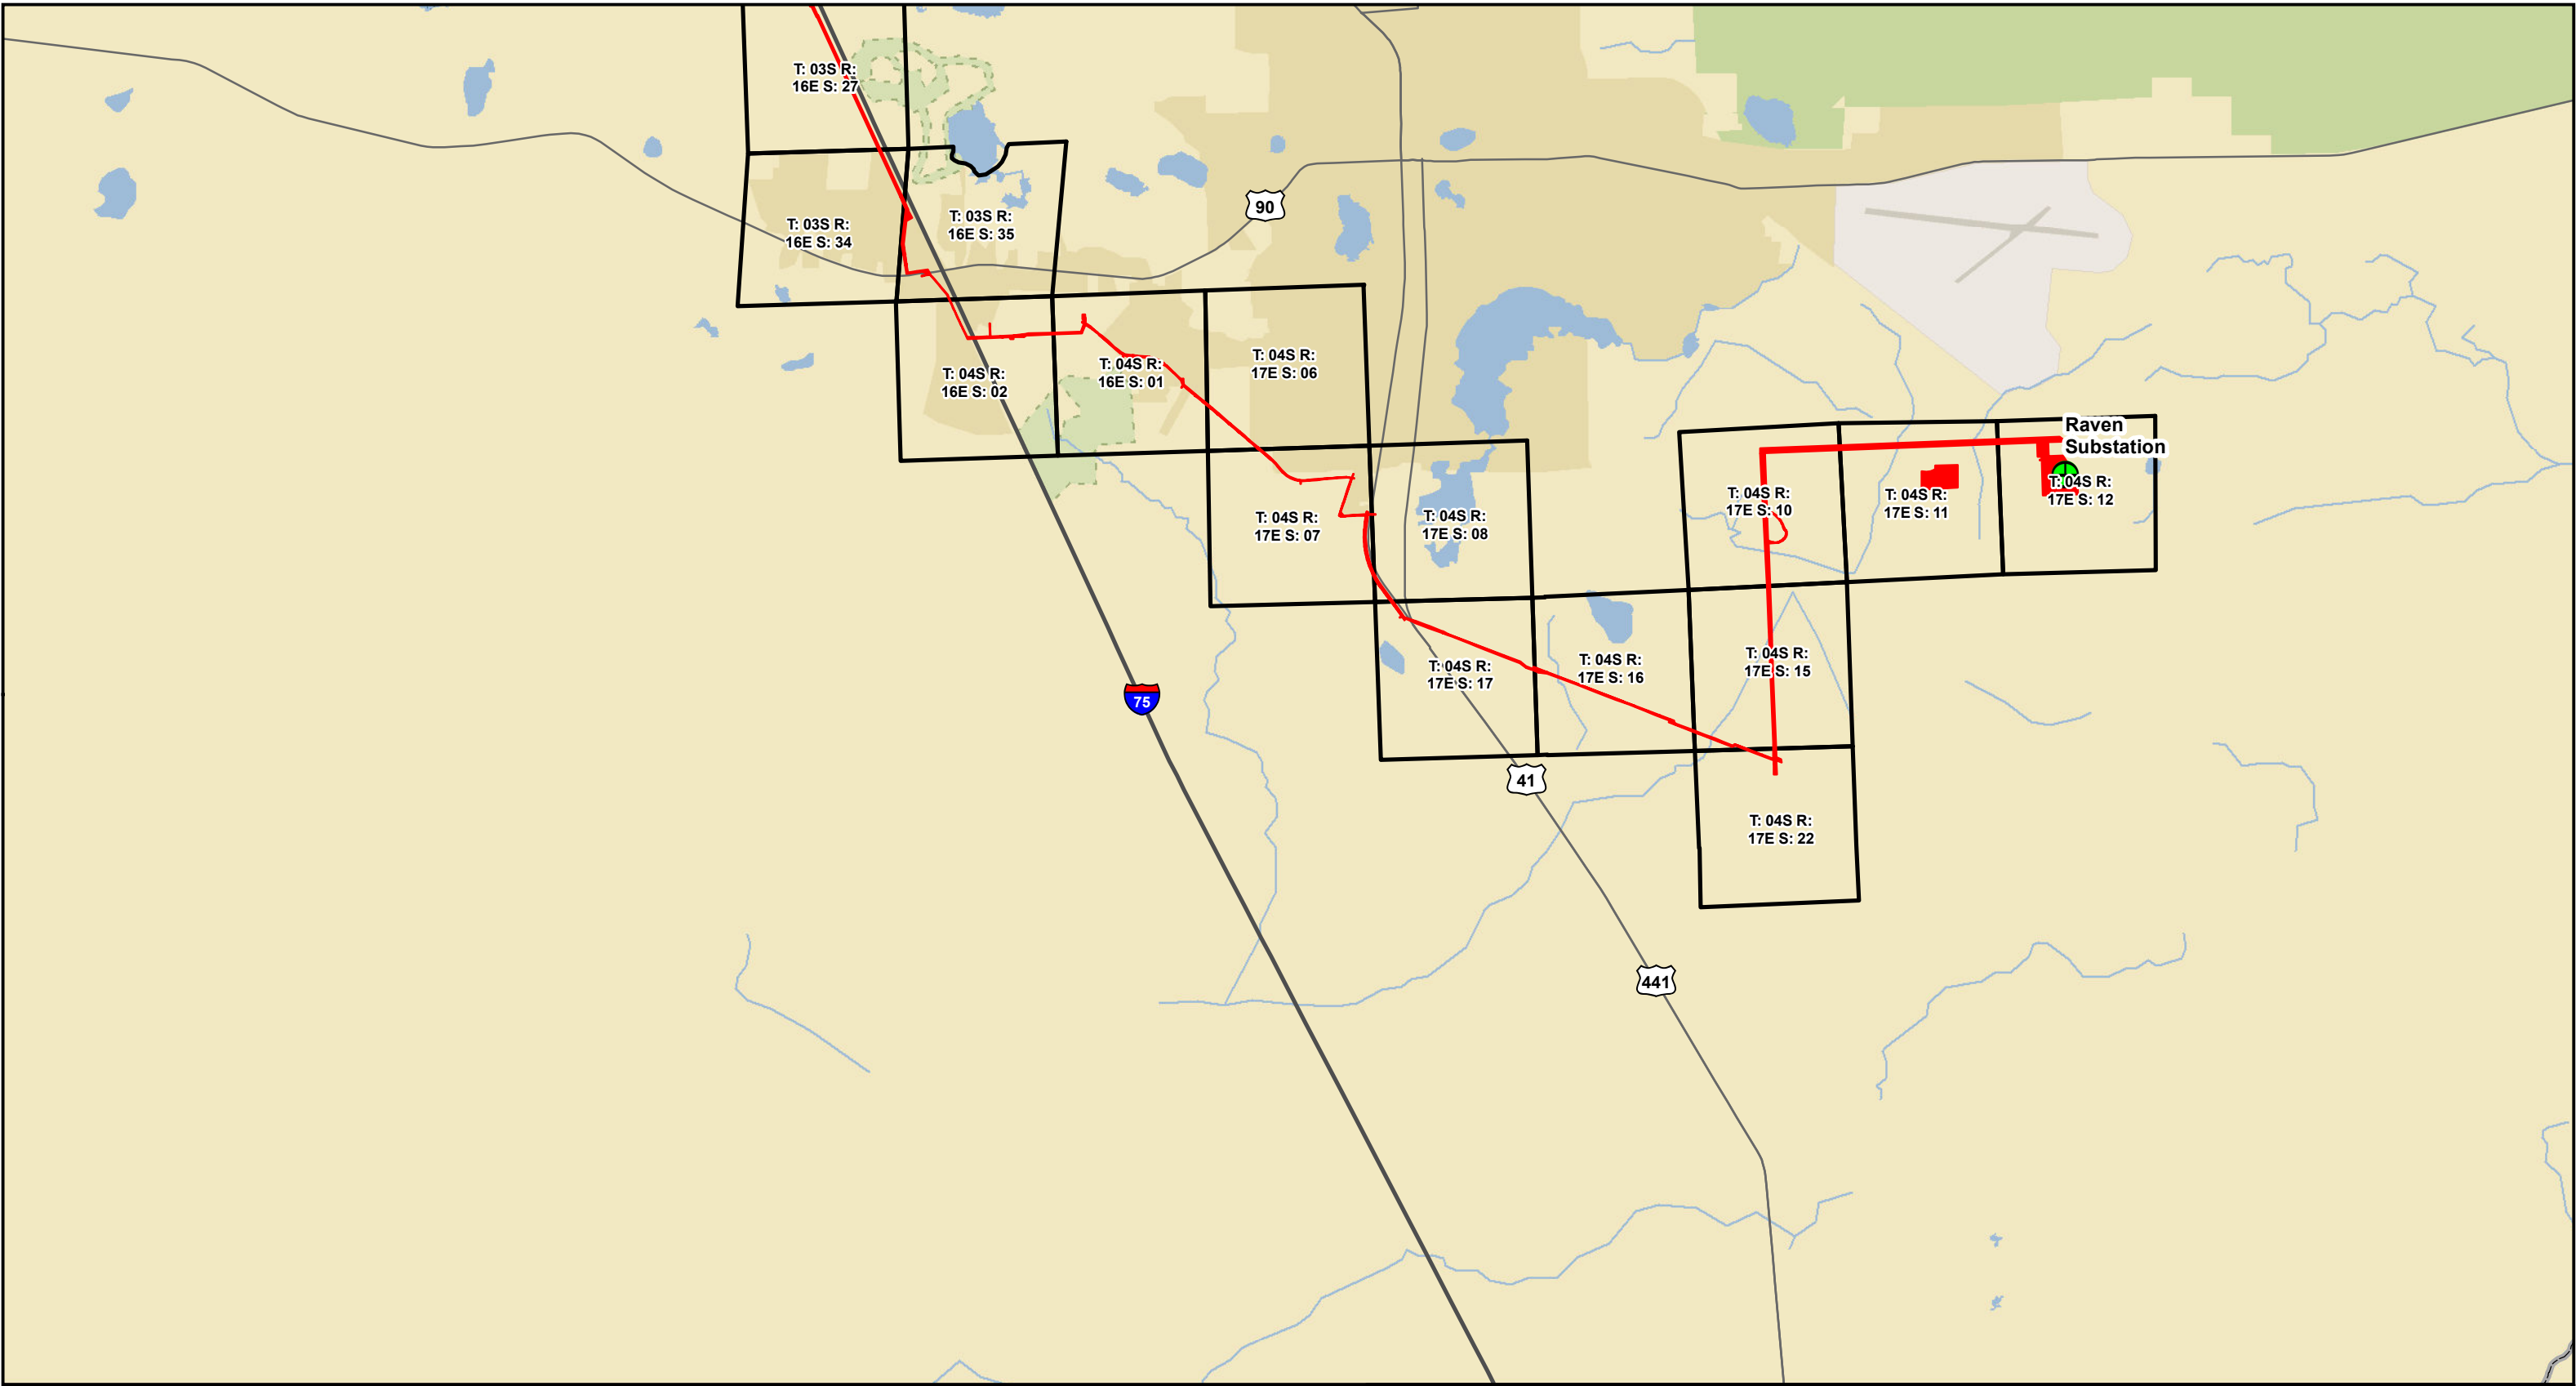 T: 03S R:
16E S: 27
T: 03S R:
16E S: 34
T: 03S R:
16E S: 35
90
T: 04S R:
16E S: 02
T: 04S R:
16E S: 01
T: 04S R:
17E S: 06
T: 04S R:
17E S: 07
T: 04S R:
17E S: 08
T: 04S R:
17E S: 10
T: 04S R:
17E S: 11
Raven
Substation
T: 04S R:
17E S: 12
T: 04S R:
17E S: 17
T: 04S R:
17E S: 16
T: 04S R:
17E S: 15
75
41
T: 04S R:
17E S: 22
441